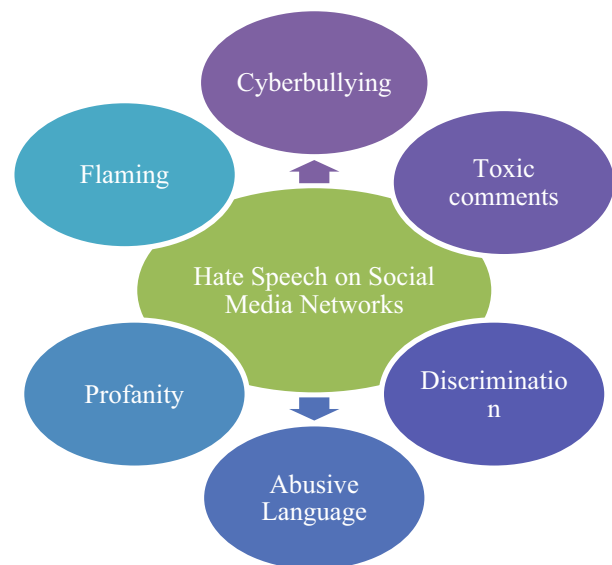 Cyberbullying
Toxic
comments
Discriminatio
n
Abusive
Language
Profanity
Flaming
Hate Speech on Social
Media Networks